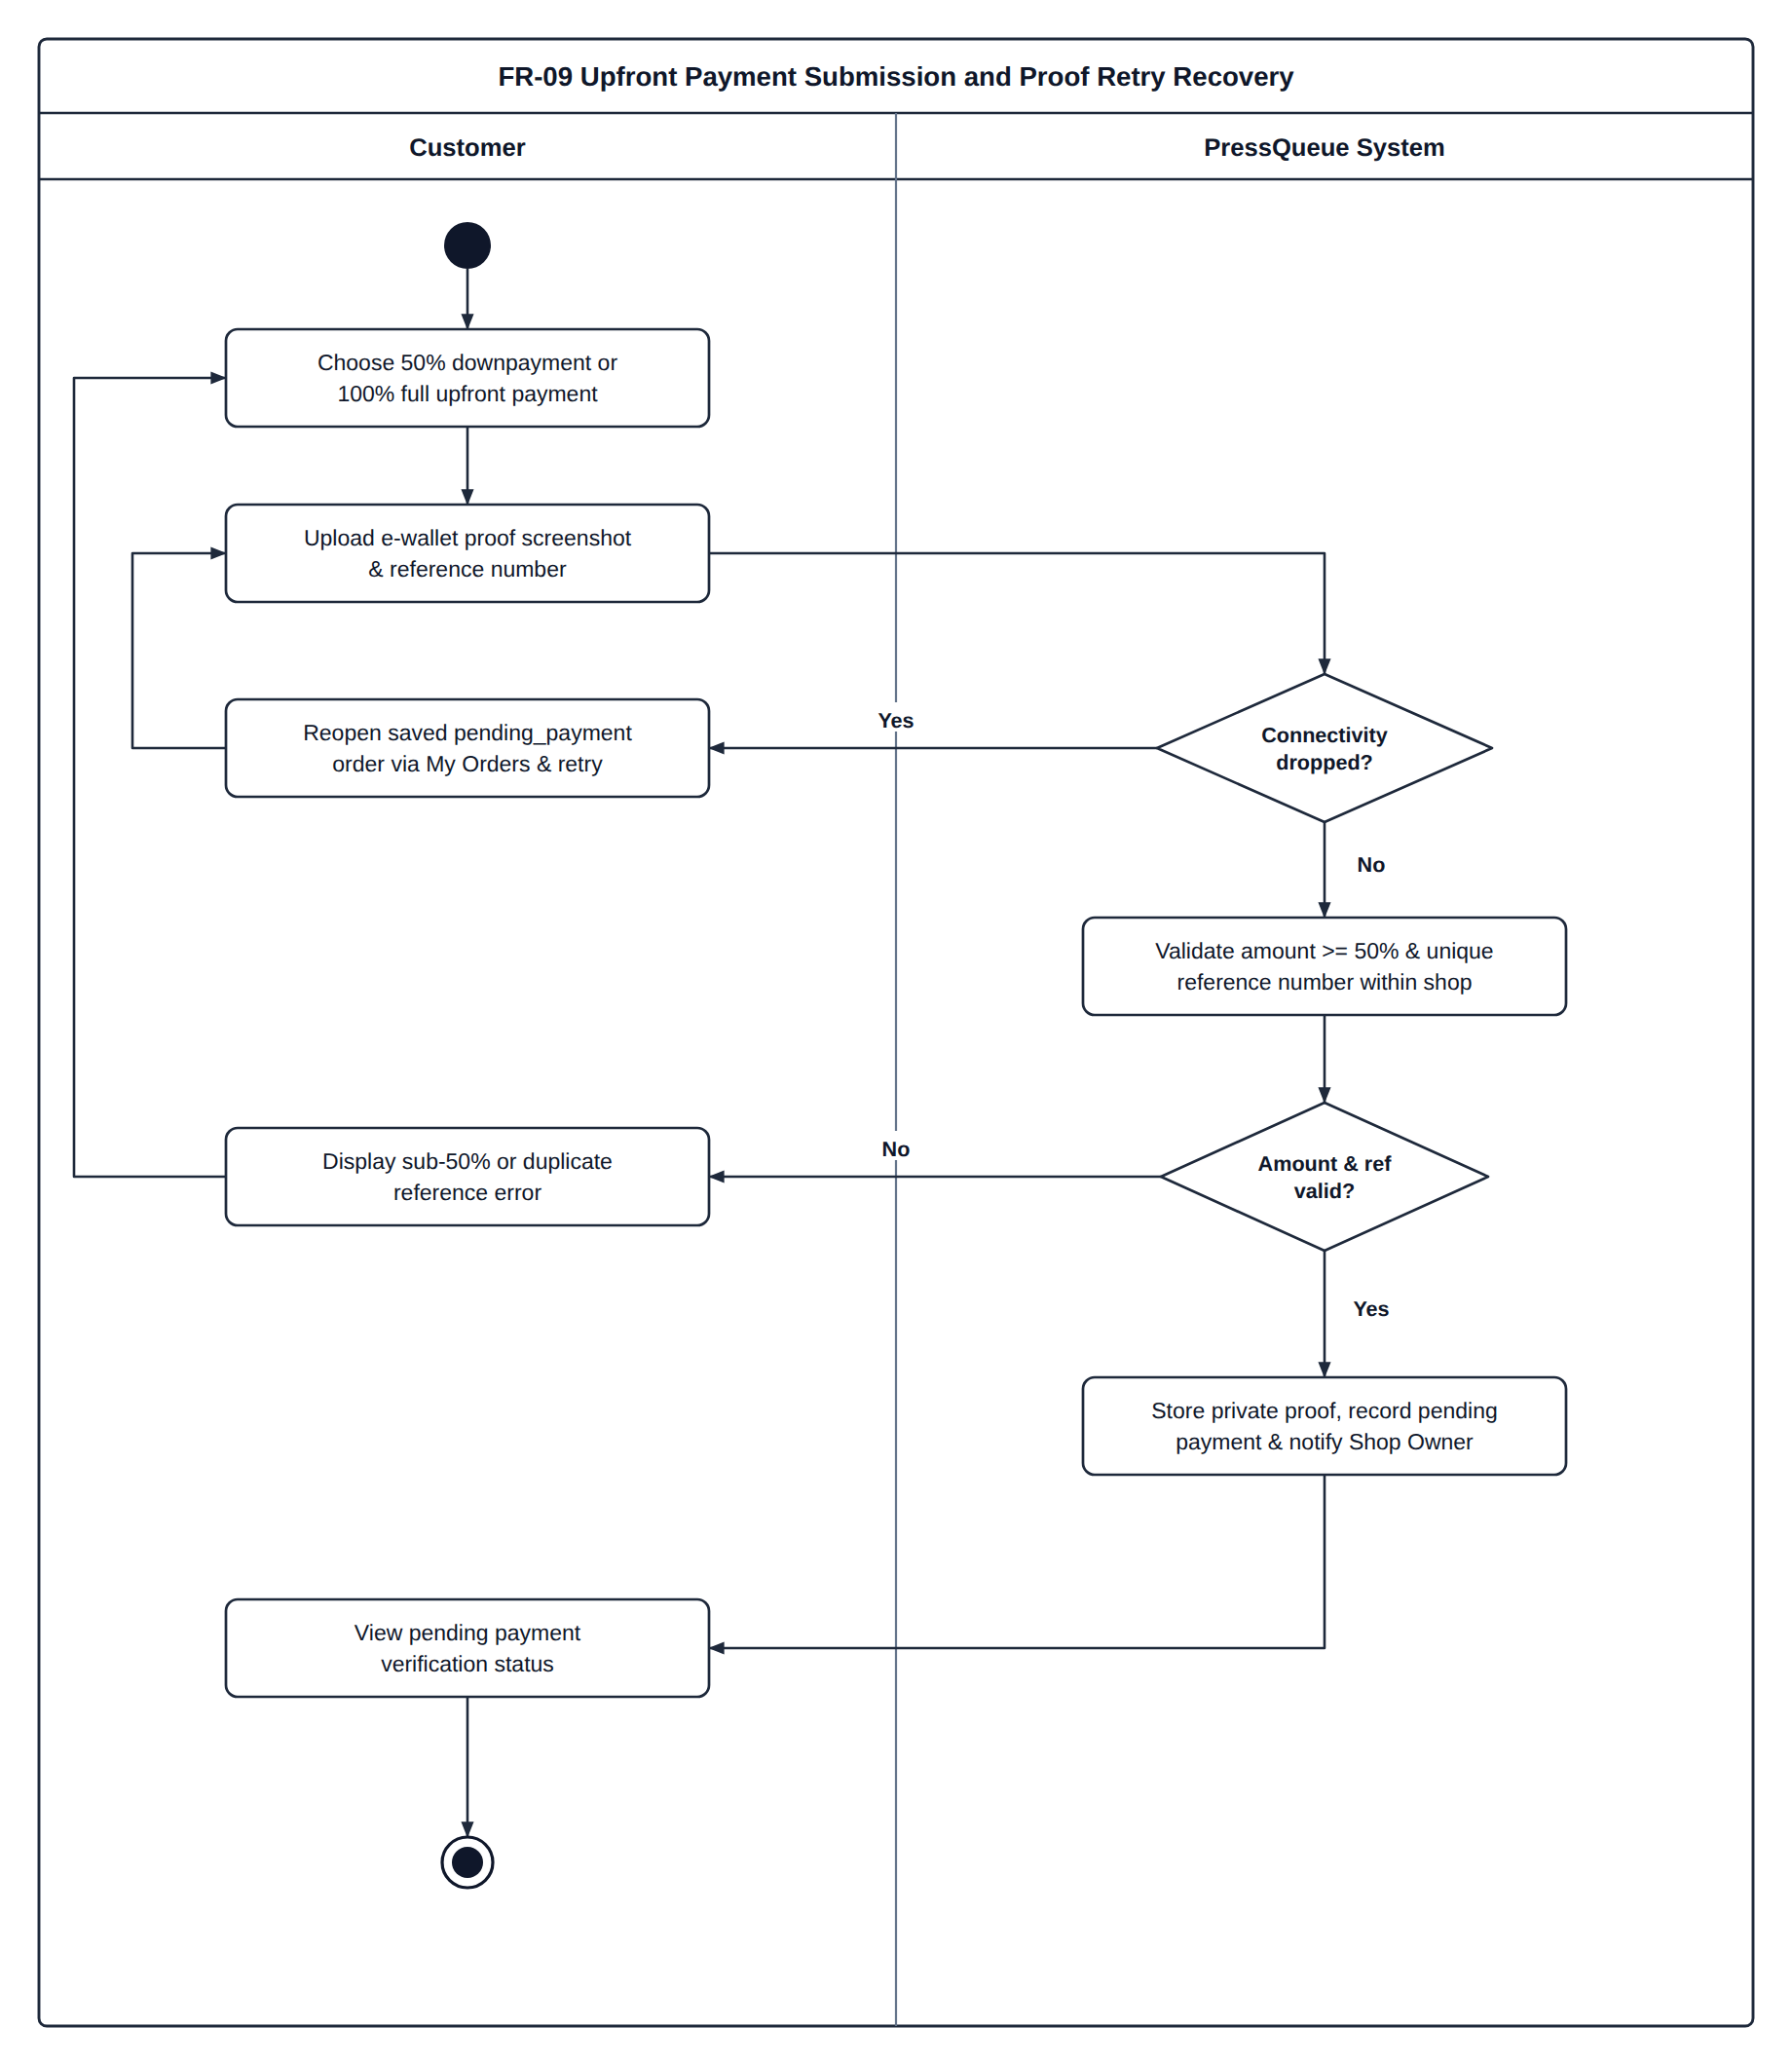 FR-09 Upfront Payment Submission and Proof Retry Recovery
Customer
PressQueue System
Choose 50% downpayment or
100% full upfront payment
Upload e-wallet proof screenshot
& reference number
Reopen saved pending_payment
order via My Orders & retry
Yes
Connectivity
dropped?
No
Validate amount >= 50% & unique
reference number within shop
Display sub-50% or duplicate
reference error
No
Amount & ref
valid?
Yes
Store private proof, record pending
payment & notify Shop Owner
View pending payment
verification status